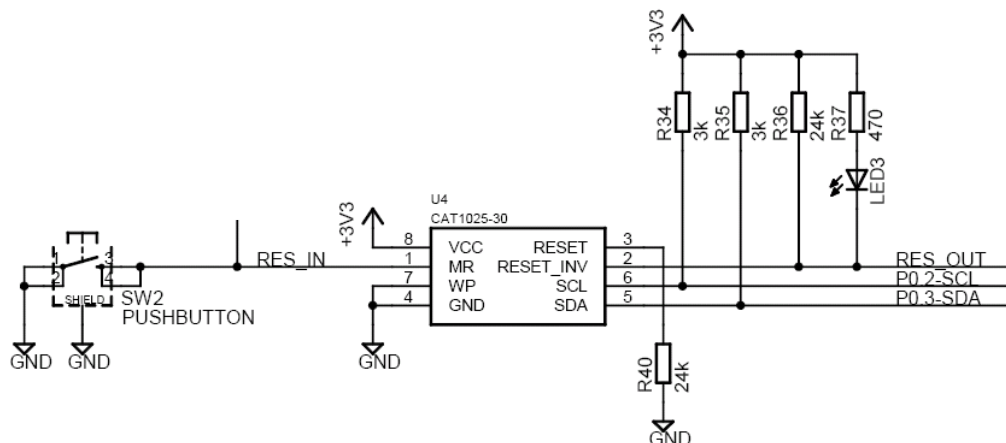 +3V3
R34
3k
R35
3k
R36
24k
R37
470
LED3
U4
CAT1025-30
+3V3
8 VCC RESET 3
1 MR RESET_INV 2
7 WP SCL 6
4 GND SDA 5
RES_IN
RES_OUT
P0.2-SCL
P0.3-SDA
1 3
2 4
SHIELD
SW2
PUSHBUTTON
GND
GND
GND
R40
24k
GND